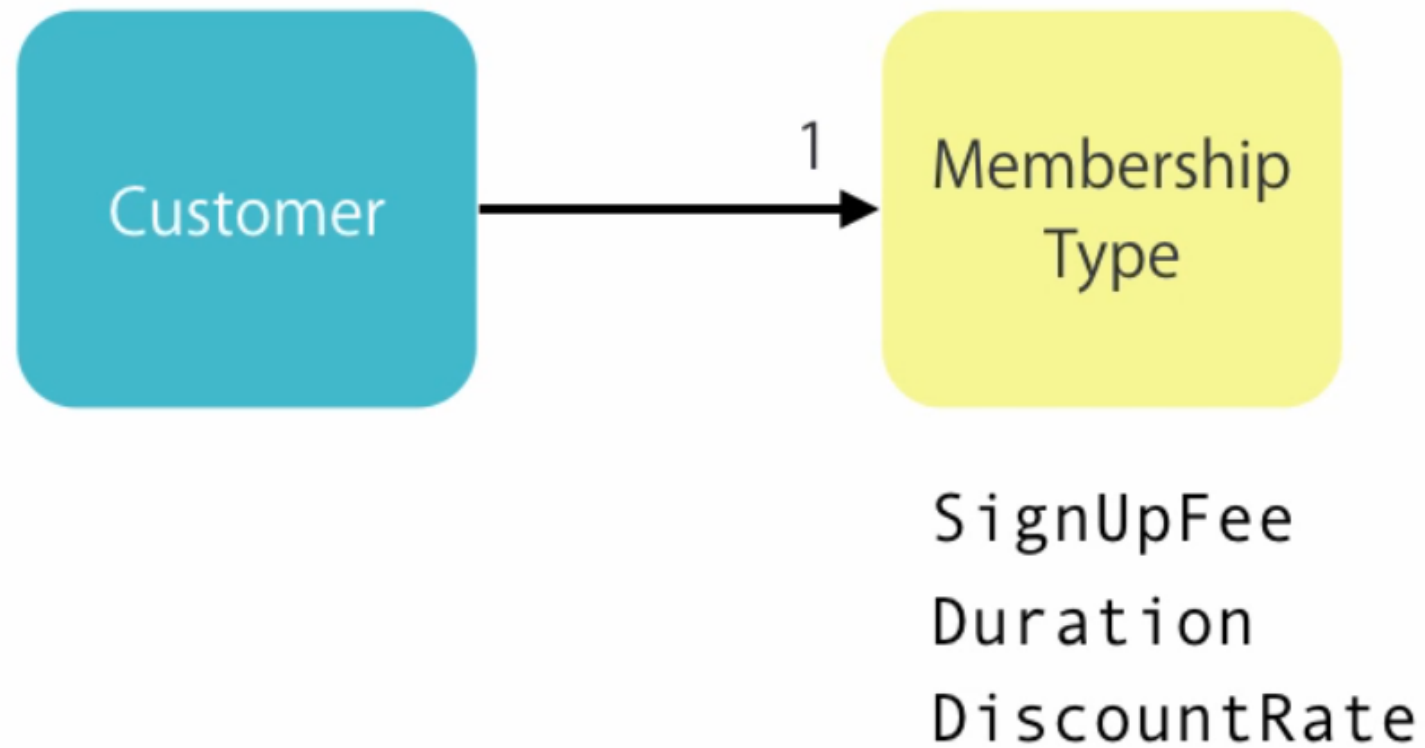 Customer
1
Membership
Type
SignUpFee
Duration
DiscountRate